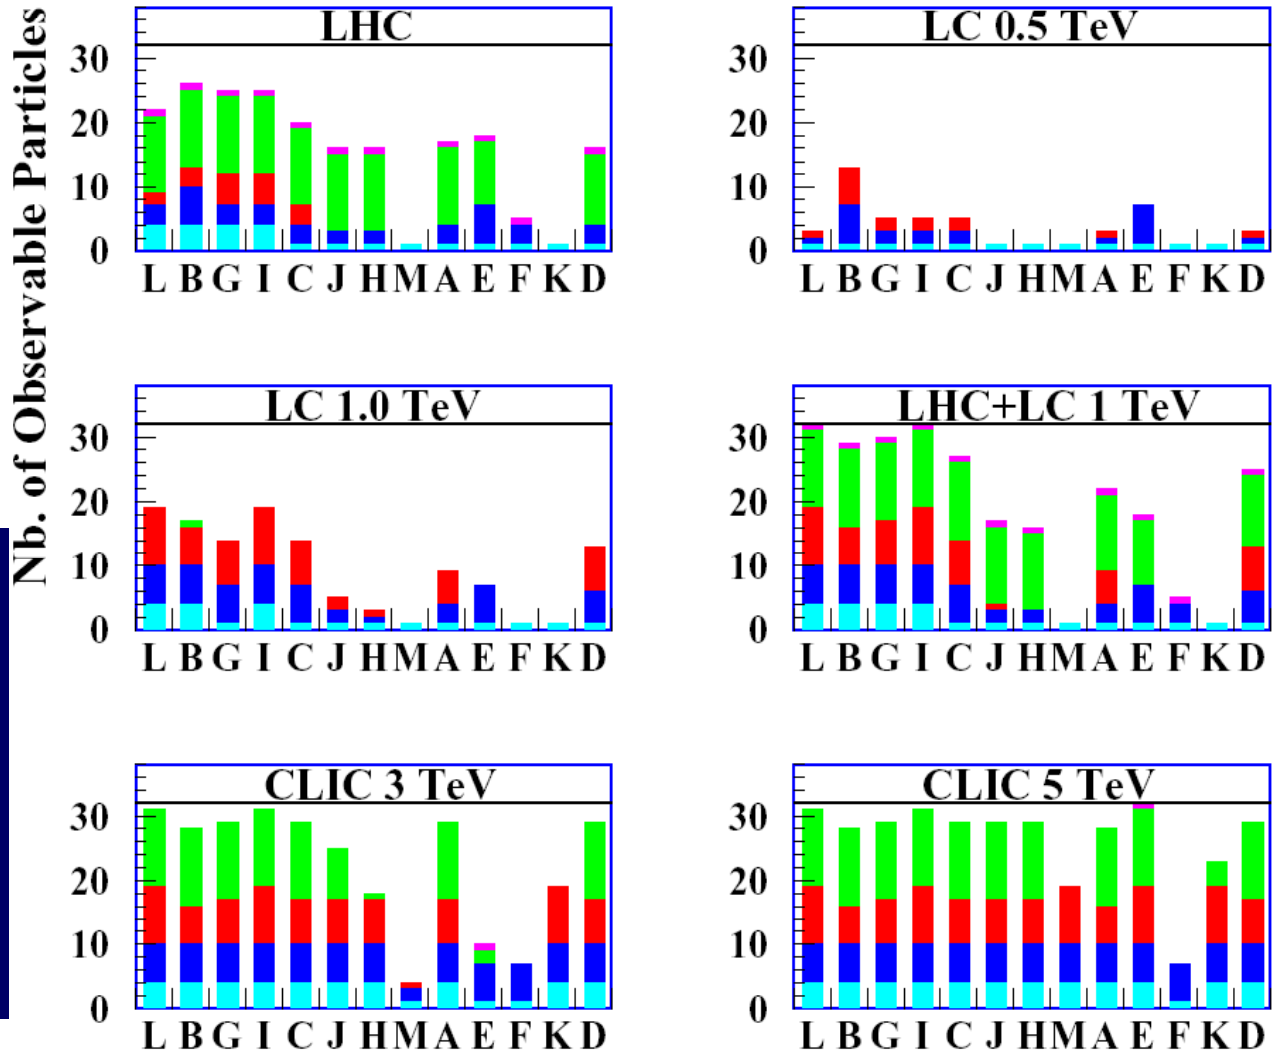 Nb. of Observable Particles
LHC
30
20
10
0
L B G I C J H M A E F K D
LC 0.5 TeV
30
20
10
0
L B G I C J H M A E F K D
LC 1.0 TeV
30
20
10
0
L B G I C J H M A E F K D
LHC+LC 1 TeV
30
20
10
0
L B G I C J H M A E F K D
CLIC 3 TeV
30
20
10
0
L B G I C J H M A E F K D
CLIC 5 TeV
30
20
10
0
L B G I C J H M A E F K D